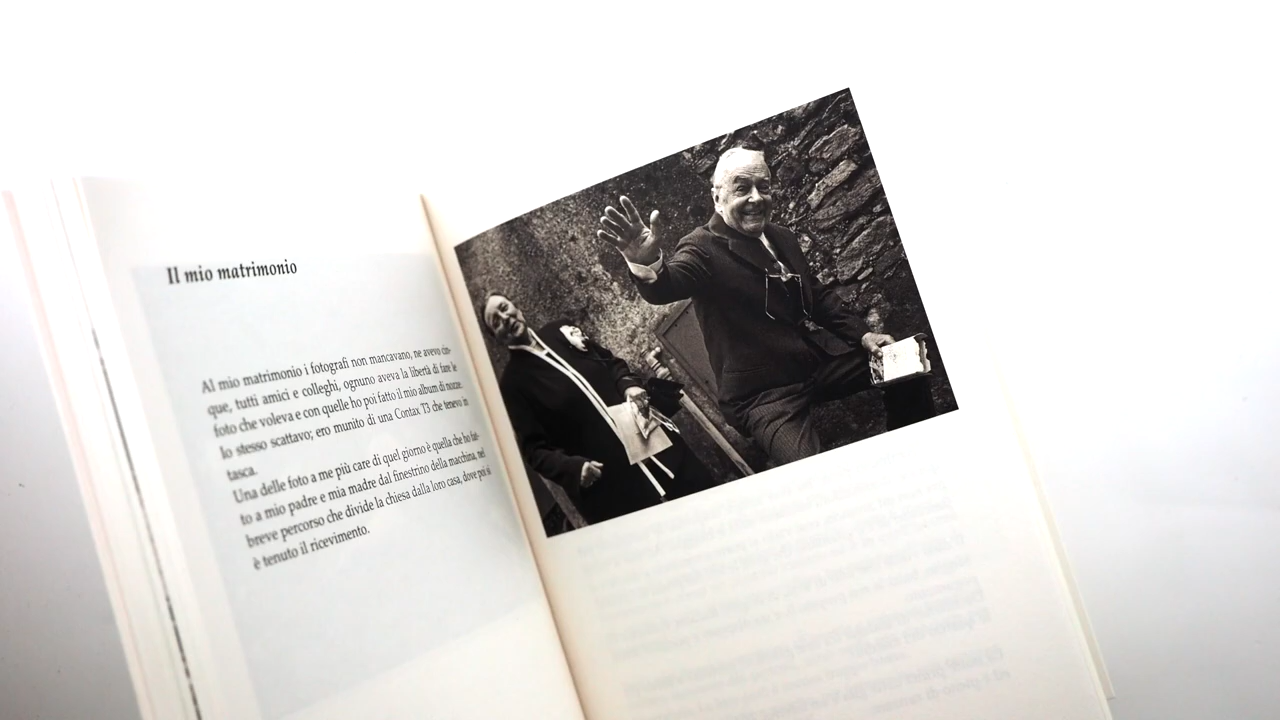 Il mio matrimonio
Al mio matrimonio i fotografi non mancavano, ne avevo cin-
que, tutti amici e colleghi, ognuno aveva la libertà di fare le
foto che voleva e con quelle ho poi fatto il mio album di nozze.
Io stesso scattavo; ero munito di una Contax T3 che tenevo in
tasca.
Una delle foto a me più care di quel giorno è quella che ho fat-
to a mio padre e mia madre dal finestrino della macchina, nel
breve percorso che divide la chiesa dalla loro casa, dove poi si
è tenuto il ricevimento.